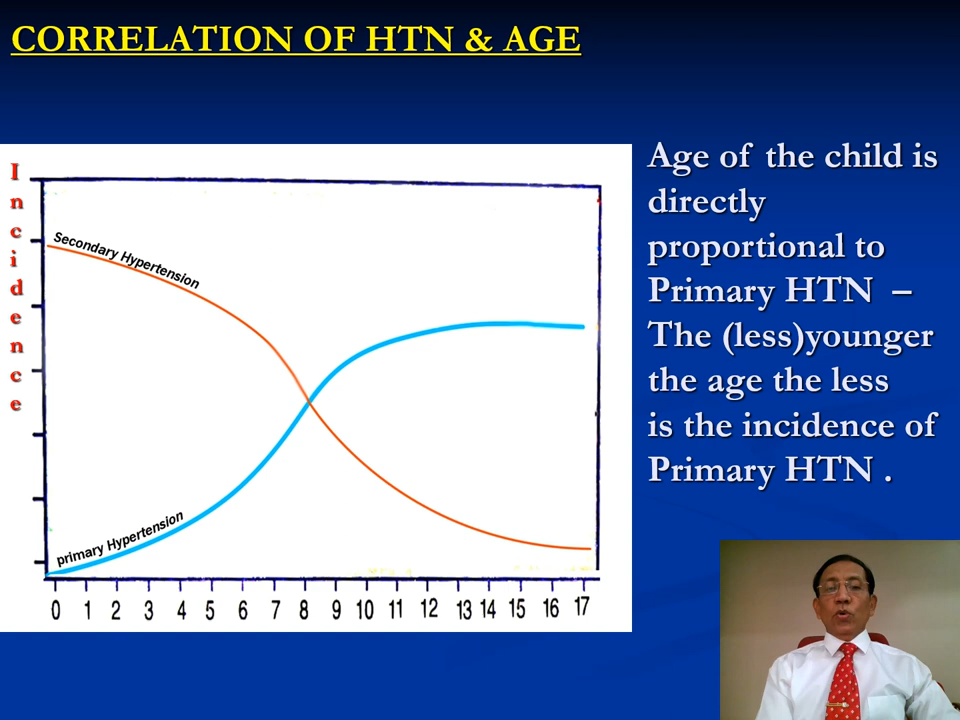 CORRELATION OF HTN & AGE
Incidence
Secondary Hypertension
primary Hypertension
0 1 2 3 4 5 6 7 8 9 10 11 12 13 14 15 16 17
Age of the child is
directly
proportional to
Primary HTN –
The (less)younger
the age the less
is the incidence of
Primary HTN .